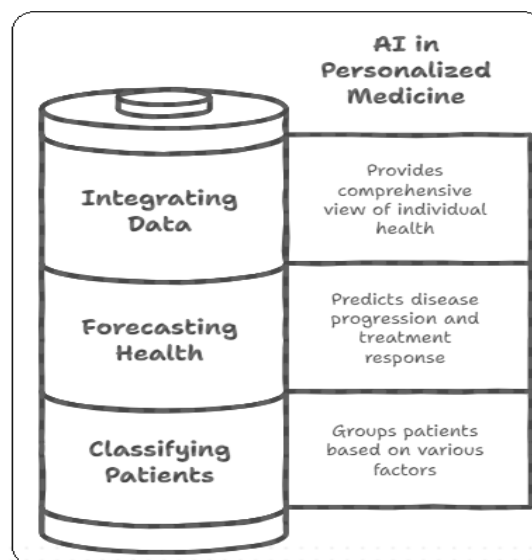 AI in
Personalized
Medicine
Integrating
Data
Provides
comprehensive
view of individual
health
Forecasting
Health
Predicts disease
progression and
treatment
response
Classifying
Patients
Groups patients
based on various
factors